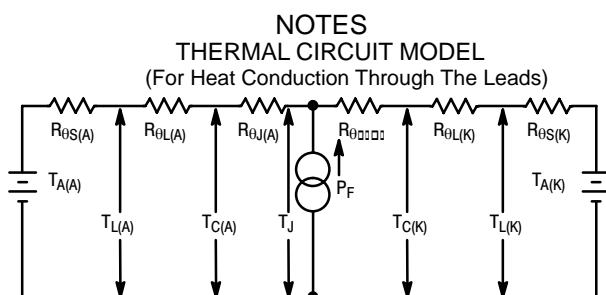 NOTES
THERMAL CIRCUIT MODEL
(For Heat Conduction Through The Leads)
RθS(A) RθL(A) RθJ(A) Rθ▯▯▯▯ RθL(K) RθS(K)
TA(A) PF TA(K)
TL(A) TC(A) TJ TC(K) TL(K)